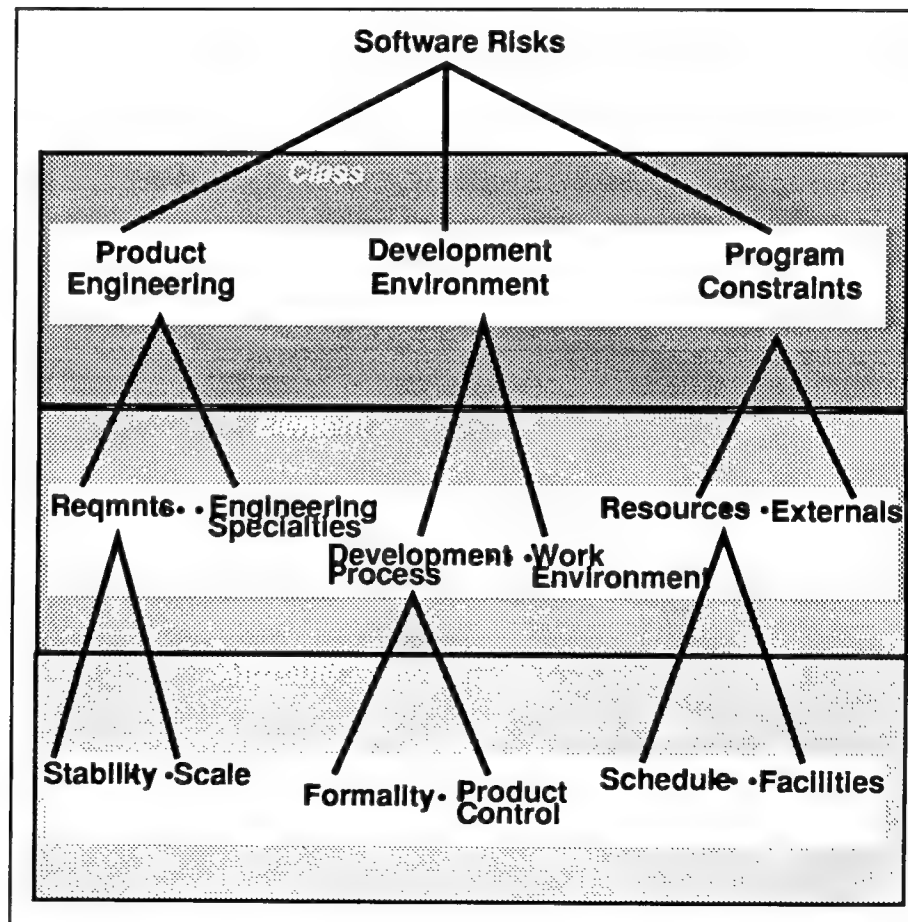 Software Risks
Class
Product
Engineering
Development
Environment
Program
Constraints
Element
Reqmnts • • Engineering
Specialties
Development • • Work
Process Environment
Resources • Externals
Stability • Scale
Formality • Product
Control
Schedule • • Facilities